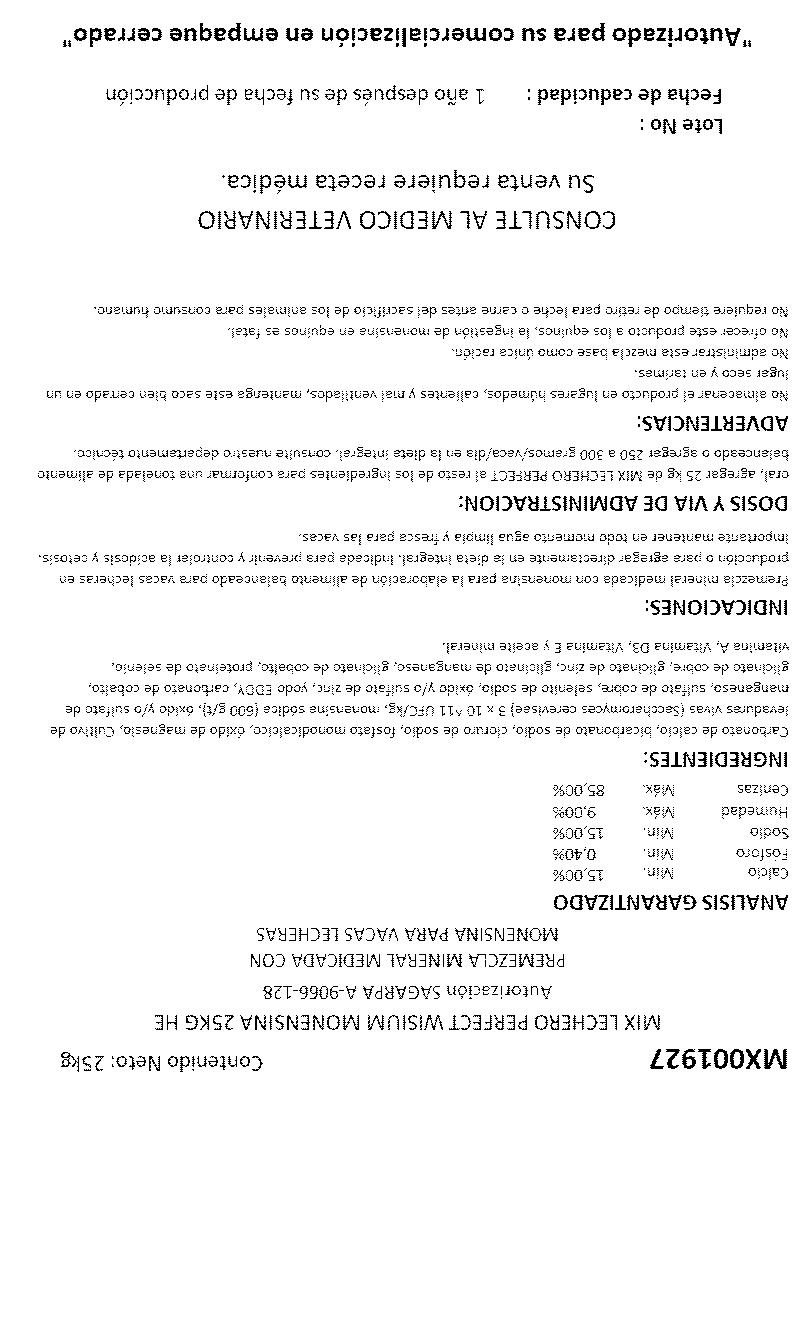 MX001927 Contenido Neto: 25kg
MIX LECHERO PERFECT WISIUM MONENSINA 25KG HE
Autorización SAGARPA A-9066-128
PREMEZCLA MINERAL MEDICADA CON
MONENSINA PARA VACAS LECHERAS
ANALISIS GARANTIZADO
Calcio Min. 15,00%
Fósforo Min. 0,40%
Sodio Min. 15,00%
Humedad Máx. 9,00%
Cenizas Máx. 85,00%
INGREDIENTES:
Carbonato de calcio, bicarbonato de sodio, cloruro de sodio, fosfato monodicalcico, óxido de magnesio, Cultivo de
levaduras vivas (Saccharomyces cerevisae) 3 x 10 ^11 UFC/kg, monensina sódica (600 g/t), óxido y/o sulfato de
manganeso, sulfato de cobre, selenito de sodio, óxido y/o sulfato de zinc, yodo EDDY, carbonato de cobalto,
glicinato de cobre, glicinato de zinc, glicinato de manganeso, glicinato de cobalto, proteinato de selenio,
vitamina A, Vitamina D3, Vitamina E y aceite mineral.
INDICACIONES:
Premezcla mineral medicada con monensina para la elaboración de alimento balanceado para vacas lecheras en
producción o para agregar directamente en la dieta integral. Indicada para prevenir y controlar la acidosis y cetosis.
Importante mantener en todo momento agua limpia y fresca para las vacas.
DOSIS Y VIA DE ADMINISTRACION:
oral, agregar 25 kg de MIX LECHERO PERFECT al resto de los ingredientes para conformar una tonelada de alimento
balanceado o agregar 250 a 300 gramos/vaca/día en la dieta integral. consulte nuestro departamento técnico.
ADVERTENCIAS:
No almacenar el producto en lugares húmedos, calientes y mal ventilados, mantenga este saco bien cerrado en un
lugar seco y en tarimas.
No administrar esta mezcla base como única ración.
No ofrecer este producto a los equinos, la ingestión de monensina en equinos es fatal.
No requiere tiempo de retiro para leche o carne antes del sacrificio de los animales para consumo humano.
CONSULTE AL MEDICO VETERINARIO
Su venta requiere receta médica.
Lote No :
Fecha de caducidad : 1 año después de su fecha de producción
"Autorizado para su comercialización en empaque cerrado"